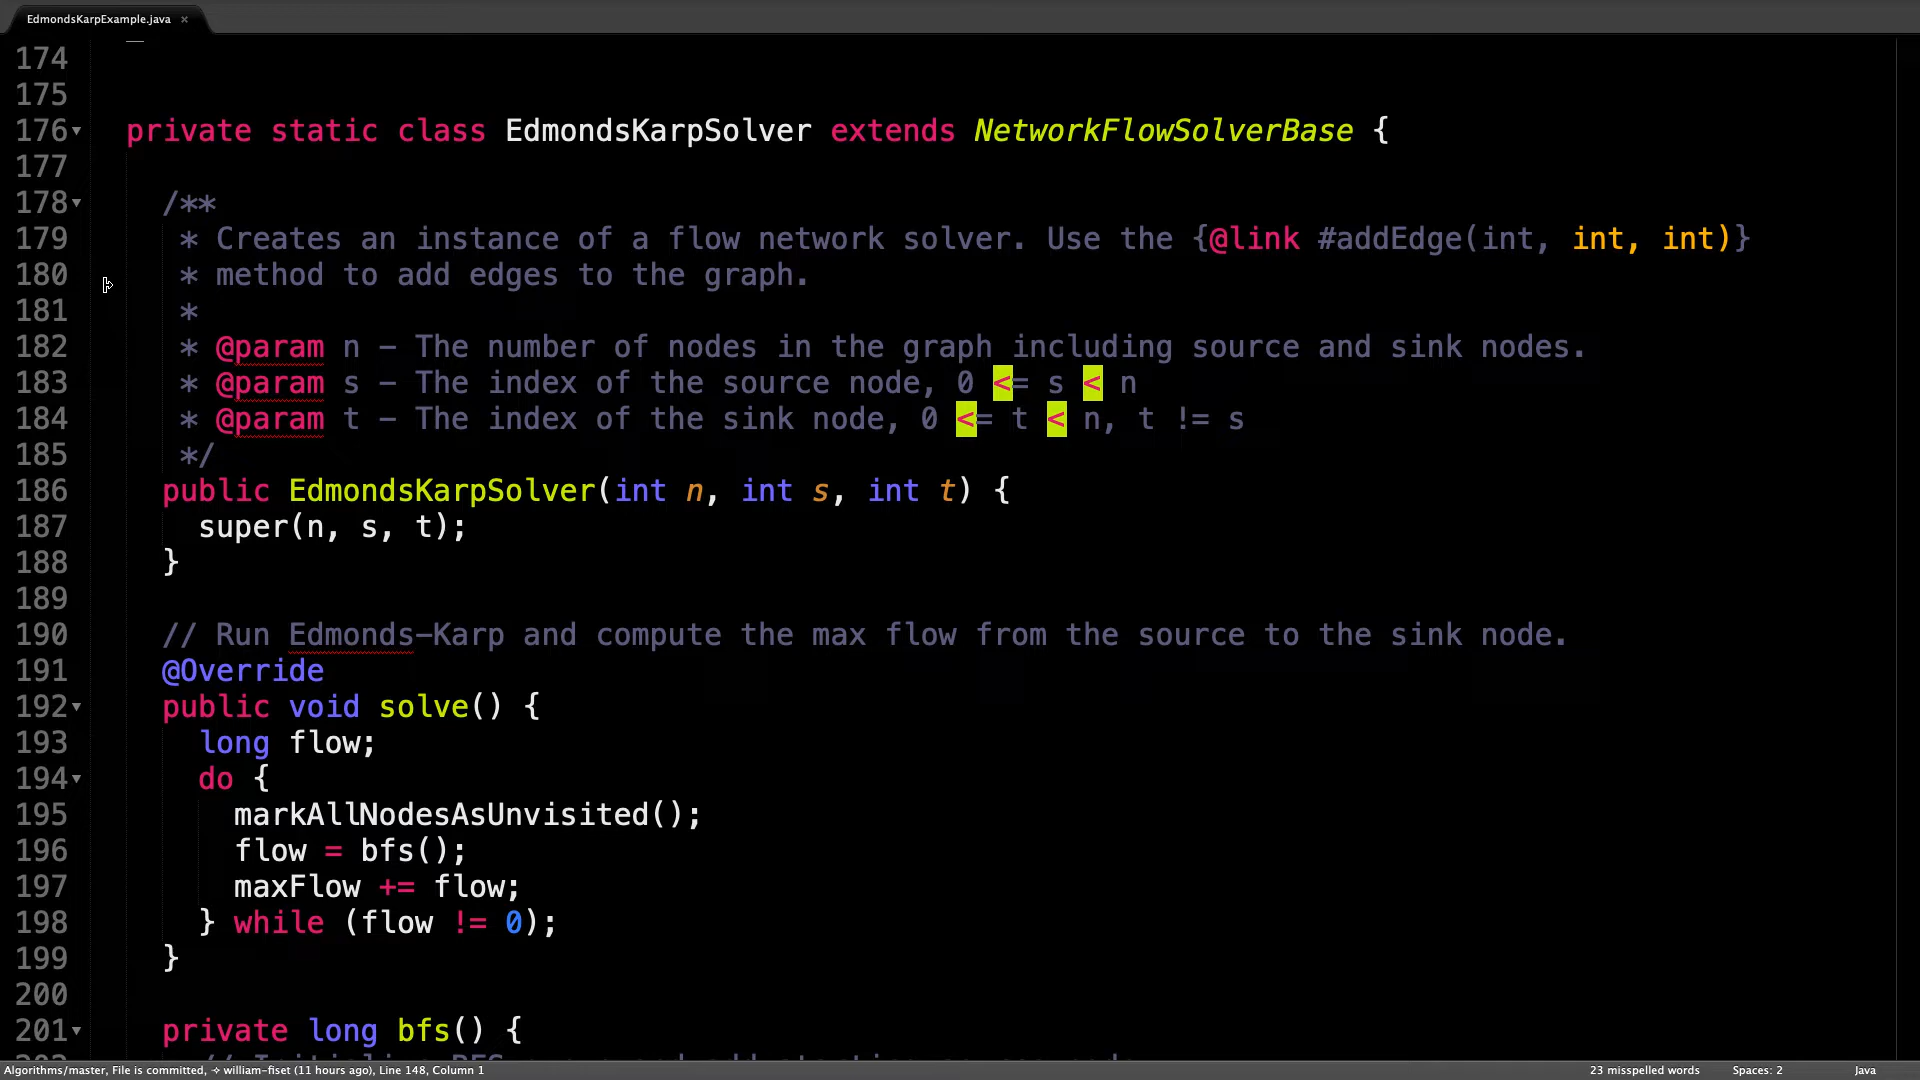 EdmondsKarpExample.java ×
174
175
176 private static class EdmondsKarpSolver extends NetworkFlowSolverBase {
177
178 /**
179 * Creates an instance of a flow network solver. Use the {@link #addEdge(int, int, int)}
180 * method to add edges to the graph.
181 *
182 * @param n – The number of nodes in the graph including source and sink nodes.
183 * @param s – The index of the source node, 0 <= s < n
184 * @param t – The index of the sink node, 0 <= t < n, t != s
185 */
186 public EdmondsKarpSolver(int n, int s, int t) {
187 super(n, s, t);
188 }
189
190 // Run Edmonds–Karp and compute the max flow from the source to the sink node.
191 @Override
192 public void solve() {
193 long flow;
194 do {
195 markAllNodesAsUnvisited();
196 flow = bfs();
197 maxFlow += flow;
198 } while (flow != 0);
199 }
200
201 private long bfs() {
Algorithms/master, File is committed, william-fiset (11 hours ago), Line 148, Column 1
23 misspelled words
Spaces: 2
Java